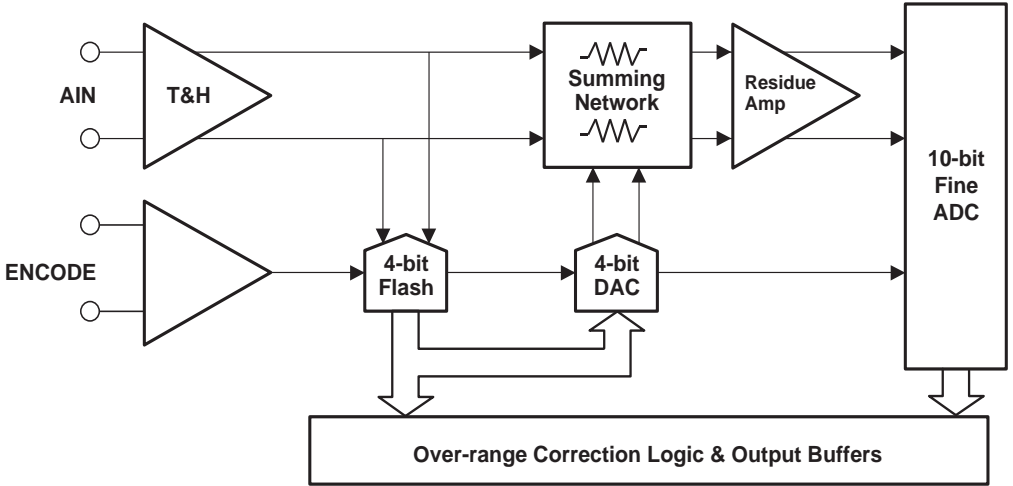 AIN
T&H
Summing
Network
Residue
Amp
10-bit
Fine
ADC
ENCODE
4-bit
Flash
4-bit
DAC
Over-range Correction Logic & Output Buffers